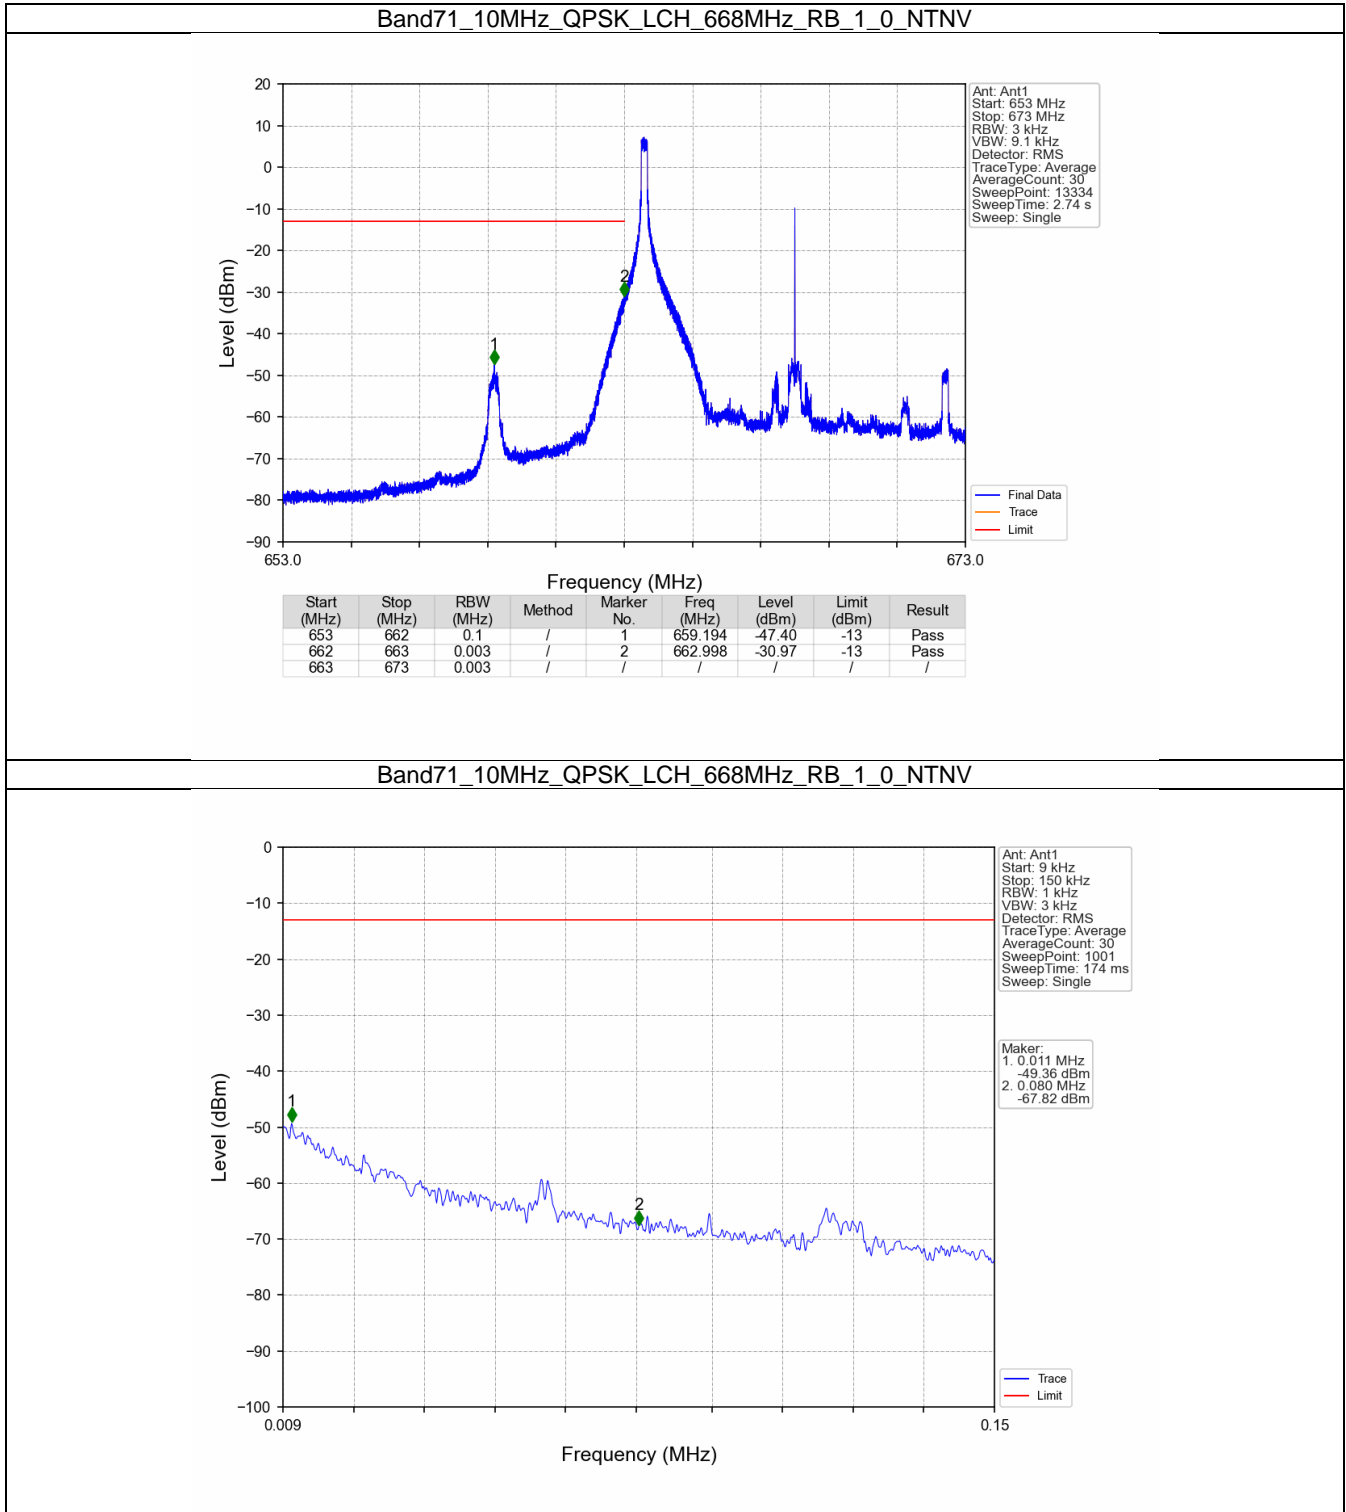 Band71_10MHz_QPSK_LCH_668MHz_RB_1_0_NTNV
20
10
0
−10
−20
−30
−40
−50
−60
−70
−80
−90
Level (dBm)
1
2
653.0
673.0
Frequency (MHz)
Ant: Ant1
Start: 653 MHz
Stop: 673 MHz
RBW: 3 kHz
VBW: 9.1 kHz
Detector: RMS
TraceType: Average
AverageCount: 30
SweepPoint: 13334
SweepTime: 2.74 s
Sweep: Single
Final Data
Trace
Limit
Start (MHz) Stop (MHz) RBW (MHz) Method Marker No. Freq (MHz) Level (dBm) Limit (dBm) Result
653 662 0.1 / 1 659.194 -47.40 -13 Pass
662 663 0.003 / 2 662.998 -30.97 -13 Pass
663 673 0.003 / / / / / /
Band71_10MHz_QPSK_LCH_668MHz_RB_1_0_NTNV
0
−10
−20
−30
−40
−50
−60
−70
−80
−90
−100
Level (dBm)
1
2
0.009
0.15
Frequency (MHz)
Ant: Ant1
Start: 9 kHz
Stop: 150 kHz
RBW: 1 kHz
VBW: 3 kHz
Detector: RMS
TraceType: Average
AverageCount: 30
SweepPoint: 1001
SweepTime: 174 ms
Sweep: Single
Maker:
1. 0.011 MHz
-49.36 dBm
2. 0.080 MHz
-67.82 dBm
Trace
Limit